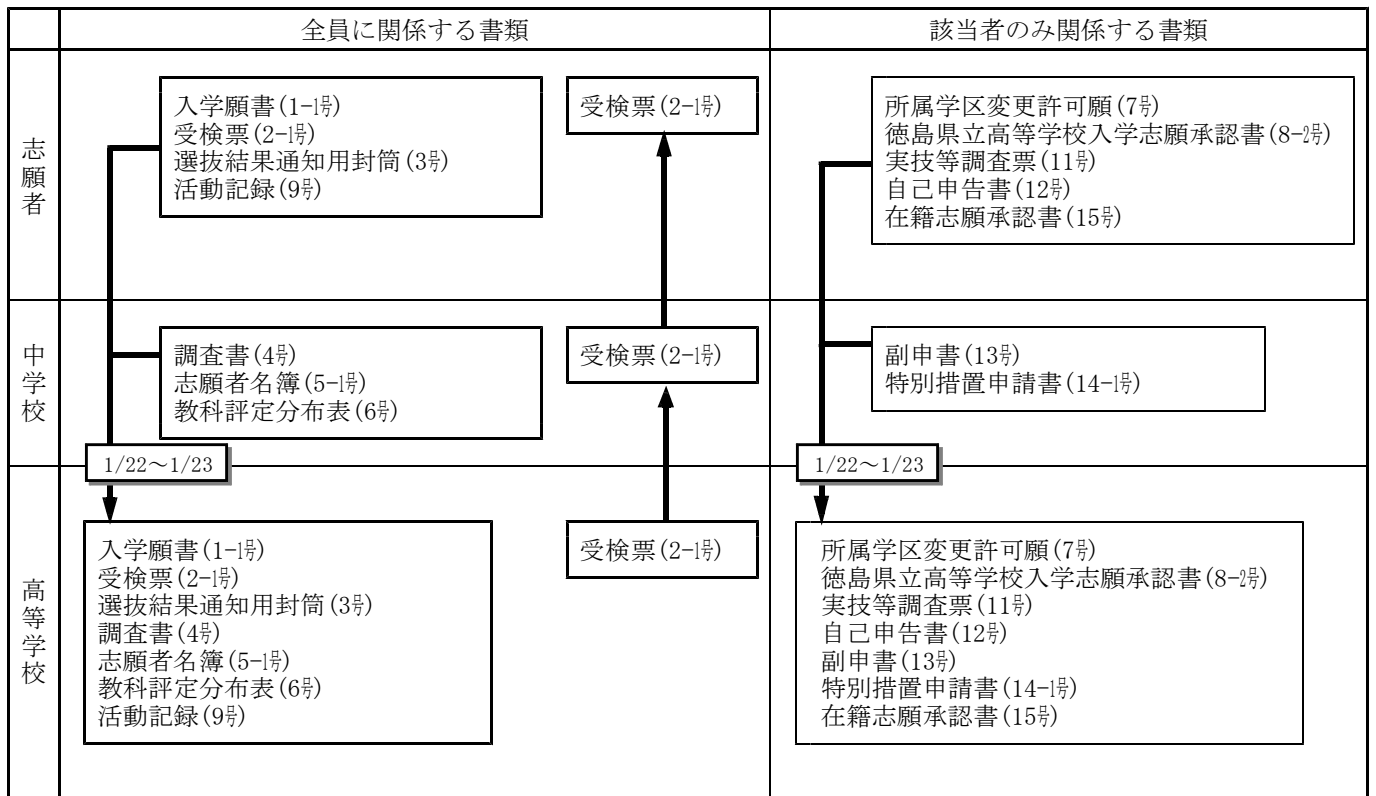 全員に関係する書類
該当者のみ関係する書類
志願者
入学願書(1-1号)
受検票(2-1号)
選抜結果通知用封筒(3号)
活動記録(9号)
受検票(2-1号)
所属学区変更許可願(7号)
徳島県立高等学校入学志願承認書(8-2号)
実技等調査票(11号)
自己申告書(12号)
在籍志願承認書(15号)
中学校
調査書(4号)
志願者名簿(5-1号)
教科評定分布表(6号)
受検票(2-1号)
副申書(13号)
特別措置申請書(14-1号)
1/22～1/23
1/22～1/23
高等学校
入学願書(1-1号)
受検票(2-1号)
選抜結果通知用封筒(3号)
調査書(4号)
志願者名簿(5-1号)
教科評定分布表(6号)
活動記録(9号)
受検票(2-1号)
所属学区変更許可願(7号)
徳島県立高等学校入学志願承認書(8-2号)
実技等調査票(11号)
自己申告書(12号)
副申書(13号)
特別措置申請書(14-1号)
在籍志願承認書(15号)